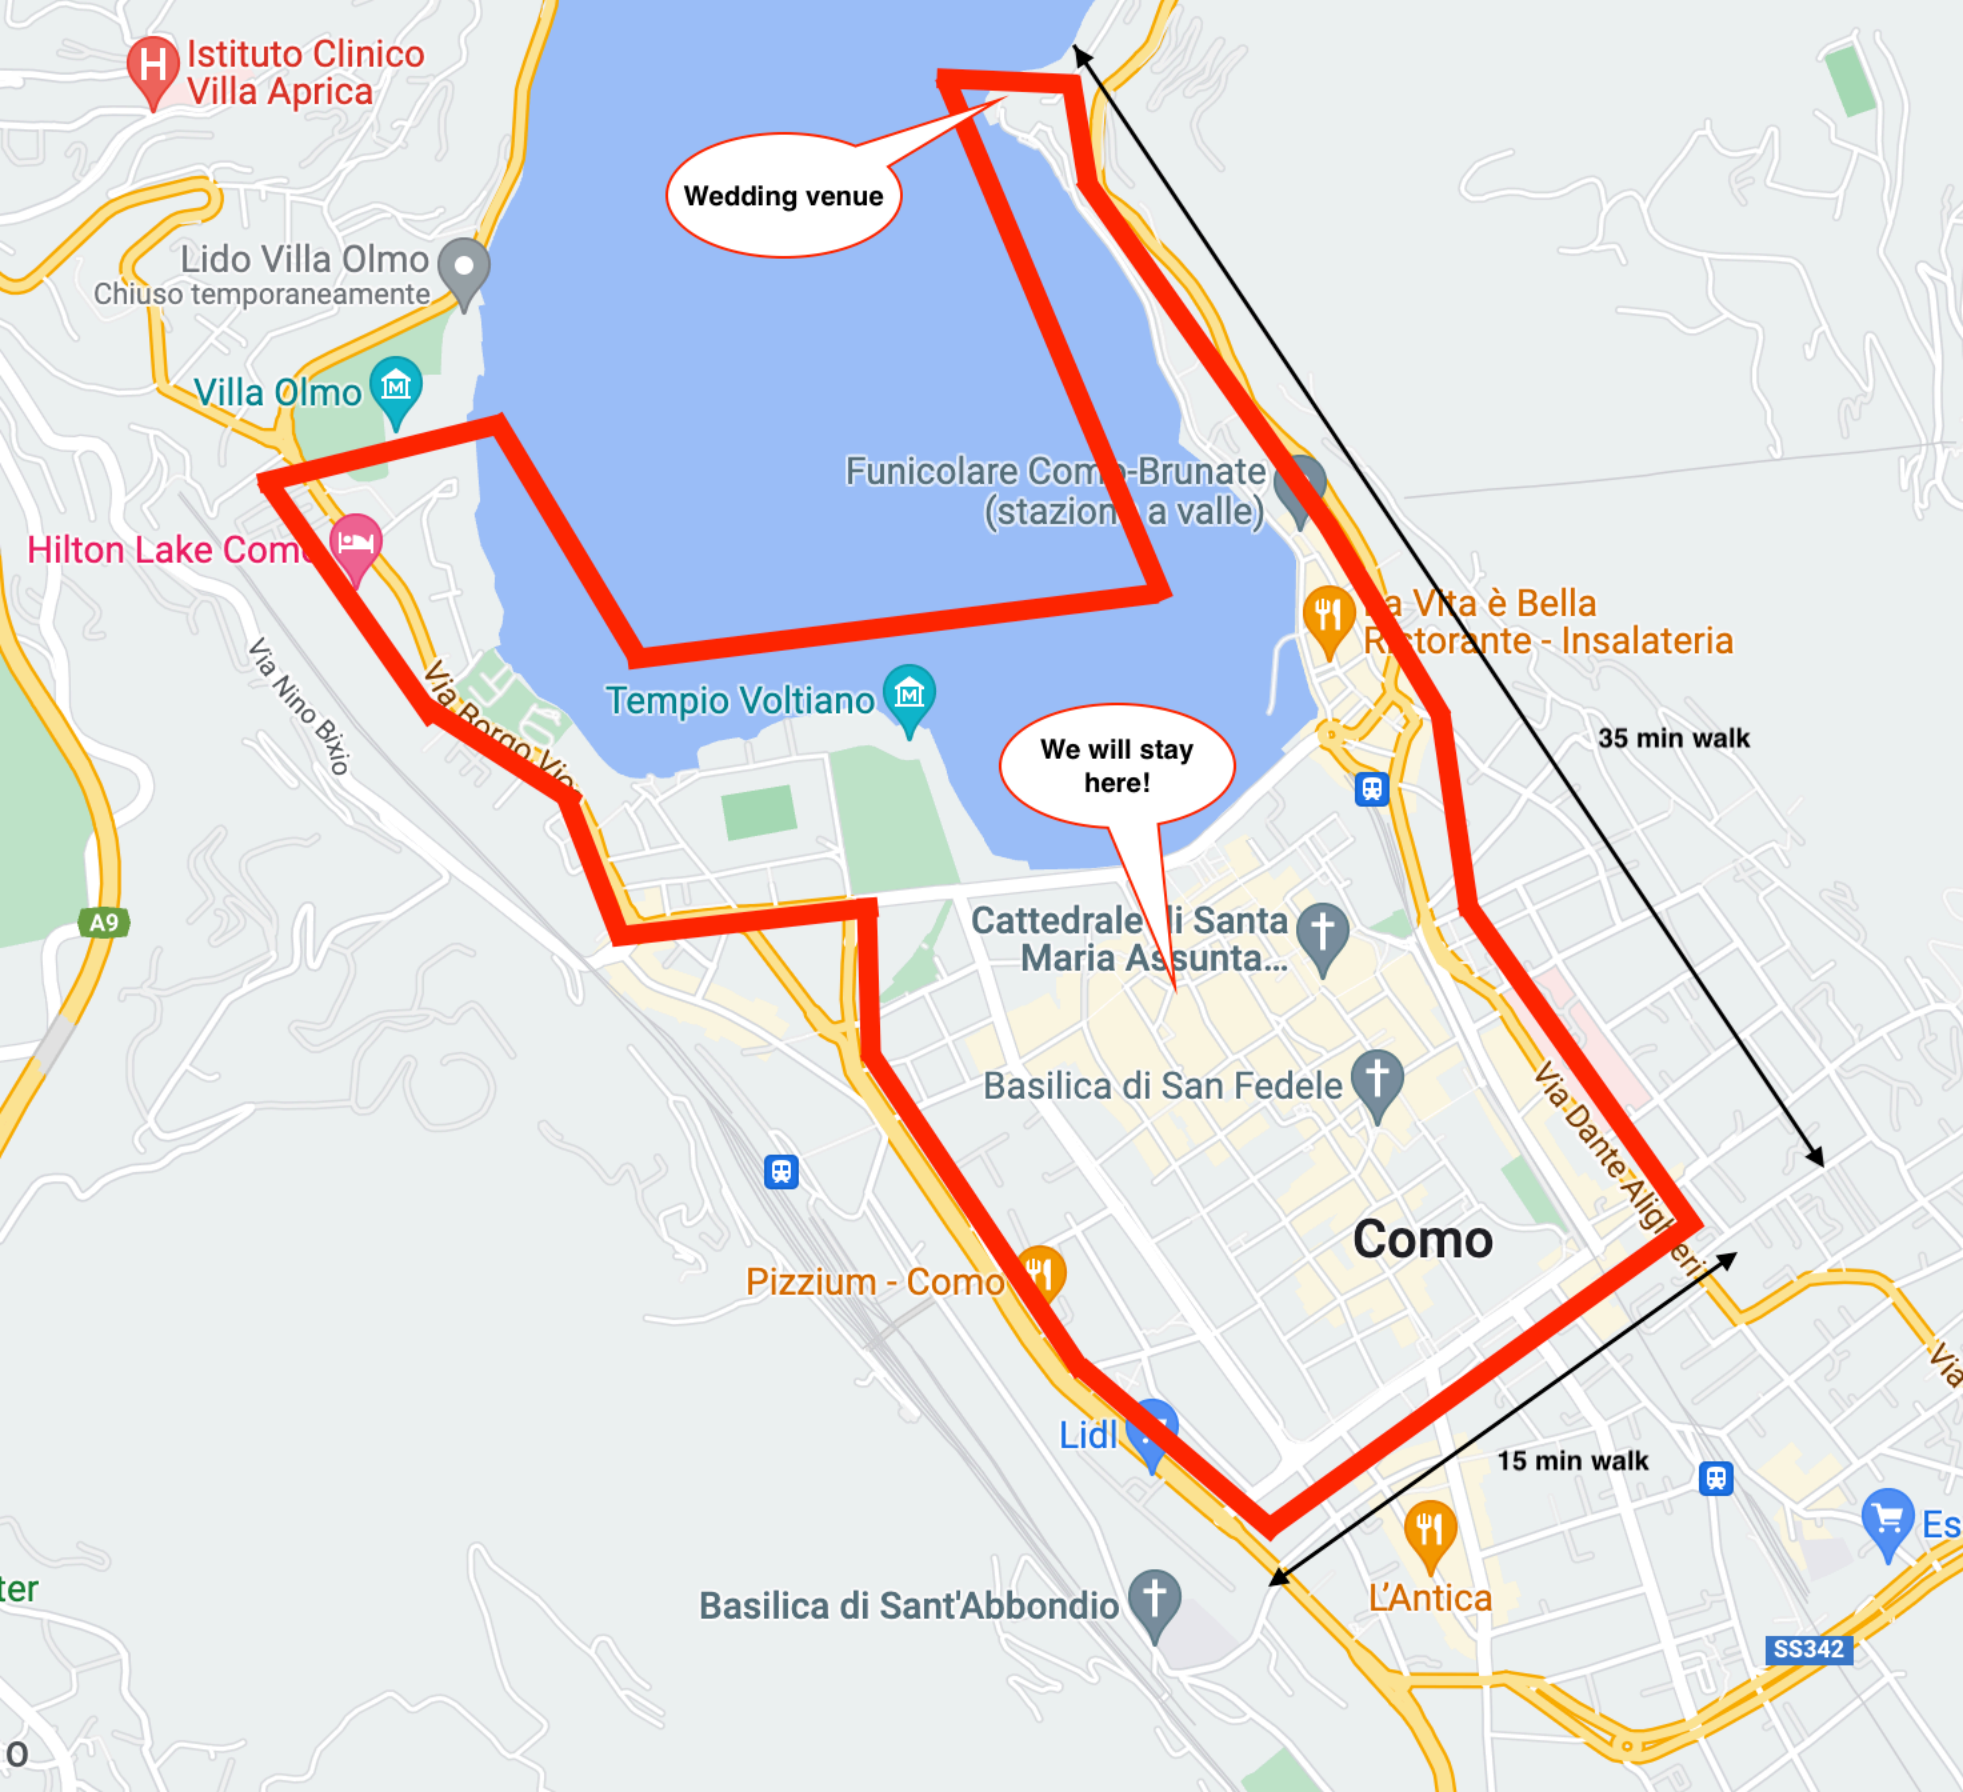 Istituto Clinico
Villa Aprica
Wedding venue
Lido Villa Olmo
Chiuso temporaneamente
Villa Olmo
Funicolare Como-Brunate
(stazione a valle)
Hilton Lake Como
La Vita è Bella
Ristorante - Insalateria
Via Nino Bixio
Via Borgo Vico
Tempio Voltiano
We will stay
here!
35 min walk
A9
Cattedrale di Santa
Maria Assunta...
Basilica di San Fedele
Via Dante Alighieri
Como
Pizzium - Como
Via
Lidl
15 min walk
Es
L'Antica
ter
Basilica di Sant'Abbondio
SS342
o